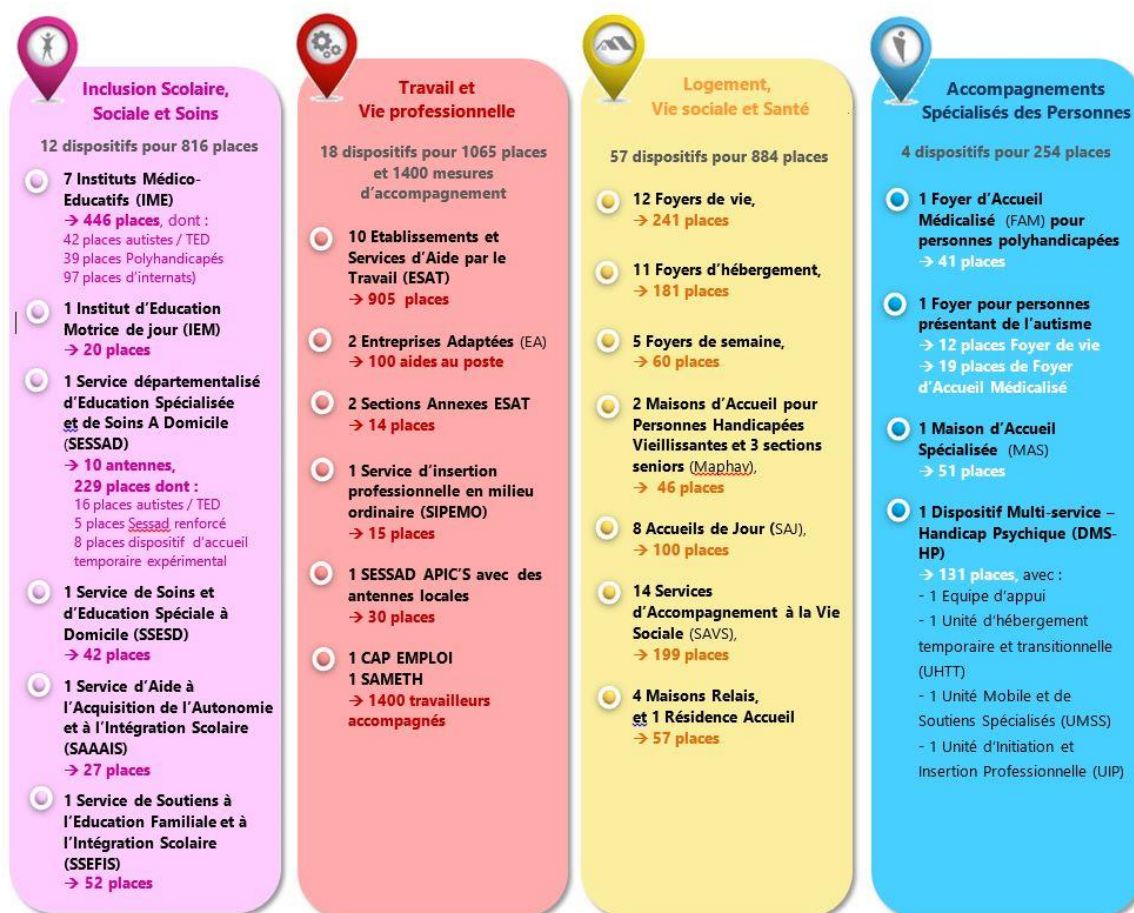 Inclusion Scolaire,
Sociale et Soins
12 dispositifs pour 816 places
7 Instituts Médico-
Educatifs (IME)
→ 446 places, dont :
42 places autistes / TED
39 places Polyhandicapés
97 places d'internats)
1 Institut d'Education
Motrice de jour (IEM)
→ 20 places
1 Service départementalisé
d'Education Spécialisée
et de Soins A Domicile
(SESSAD)
→ 10 antennes,
229 places dont :
16 places autistes / TED
5 places Sessad renforcé
8 places dispositif d'accueil
temporaire expérimental
1 Service de Soins et
d'Education Spéciale à
Domicile (SSESD)
→ 42 places
1 Service d'Aide à
l'Acquisition de l'Autonomie
et à l'Intégration Scolaire
(SAAAIS)
→ 27 places
1 Service de Soutiens à
l'Education Familiale et à
l'Intégration Scolaire
(SSEFIS)
→ 52 places
Travail et
Vie professionnelle
18 dispositifs pour 1065 places
et 1400 mesures
d'accompagnement
10 Etablissements et
Services d'Aide par le
Travail (ESAT)
→ 905 places
2 Entreprises Adaptées (EA)
→ 100 aides au poste
2 Sections Annexes ESAT
→ 14 places
1 Service d'insertion
professionnelle en milieu
ordinaire (SIPEMO)
→ 15 places
1 SESSAD APIC'S avec des
antennes locales
→ 30 places
1 CAP EMPLOI
1 SAMETH
→ 1400 travailleurs
accompagnés
Logement,
Vie sociale et Santé
57 dispositifs pour 884 places
12 Foyers de vie,
→ 241 places
11 Foyers d'hébergement,
→ 181 places
5 Foyers de semaine,
→ 60 places
2 Maisons d'Accueil pour
Personnes Handicapées
Vieillissantes et 3 sections
seniors (Maphav),
→ 46 places
8 Accueils de Jour (SAJ),
→ 100 places
14 Services
d'Accompagnement à la Vie
Sociale (SAVS),
→ 199 places
4 Maisons Relais,
et 1 Résidence Accueil
→ 57 places
Accompagnements
Spécialisés des Personnes
4 dispositifs pour 254 places
1 Foyer d'Accueil
Médicalisé (FAM) pour
personnes polyhandicapées
→ 41 places
1 Foyer pour personnes
présentant de l'autisme
→ 12 places Foyer de vie
→ 19 places de Foyer
d'Accueil Médicalisé
1 Maison d'Accueil
Spécialisée (MAS)
→ 51 places
1 Dispositif Multi-service –
Handicap Psychique (DMS-
HP)
→ 131 places, avec :
- 1 Equipe d'appui
- 1 Unité d'hébergement
temporaire et transitionnelle
(UHTT)
- 1 Unité Mobile et de
Soutiens Spécialisés (UMSS)
- 1 Unité d'Initiation et
Insertion Professionnelle (UIP)